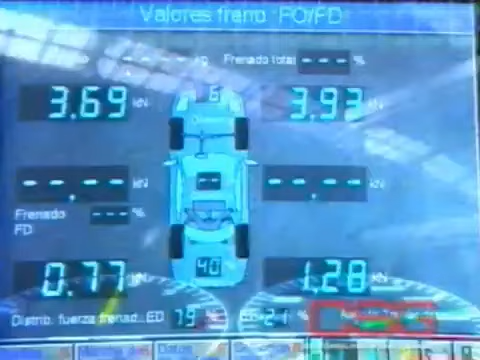 Valores freno FO/FD
- - - - kg Frenado total - - - %
3.69 kN 6 3.93 kN
- - - - kN -- - - - - kN
Frenado - - - %
FD
0.77 kN 40 1.28 kN
Distrib. fuerza frenad. ED 79 % ED 21 %